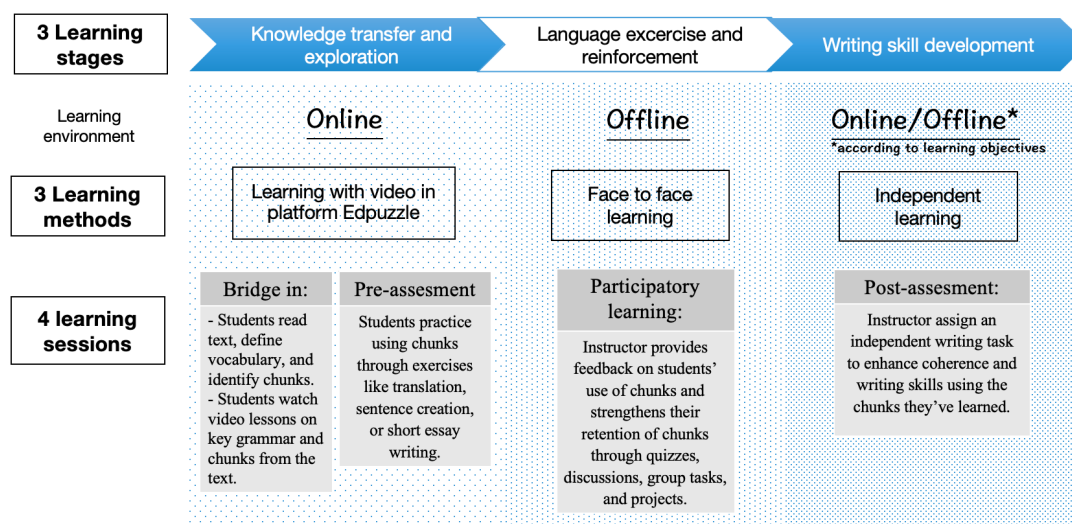 3 Learning
stages
Knowledge transfer and
exploration
Language excercise and
reinforcement
Writing skill development
Learning
environment
Online
Offline
Online/Offline*
*according to learning objectives
3 Learning
methods
Learning with video in
platform Edpuzzle
Face to face
learning
Independent
learning
4 learning
sessions
Bridge in:
- Students read
text, define
vocabulary, and
identify chunks.
- Students watch
video lessons on
key grammar and
chunks from the
text.
Pre-assesment
Students practice
using chunks
through exercises
like translation,
sentence creation,
or short essay
writing.
Participatory
learning:
Instructor provides
feedback on students'
use of chunks and
strengthens their
retention of chunks
through quizzes,
discussions, group tasks,
and projects.
Post-assesment:
Instructor assign an
independent writing task
to enhance coherence and
writing skills using the
chunks they've learned.